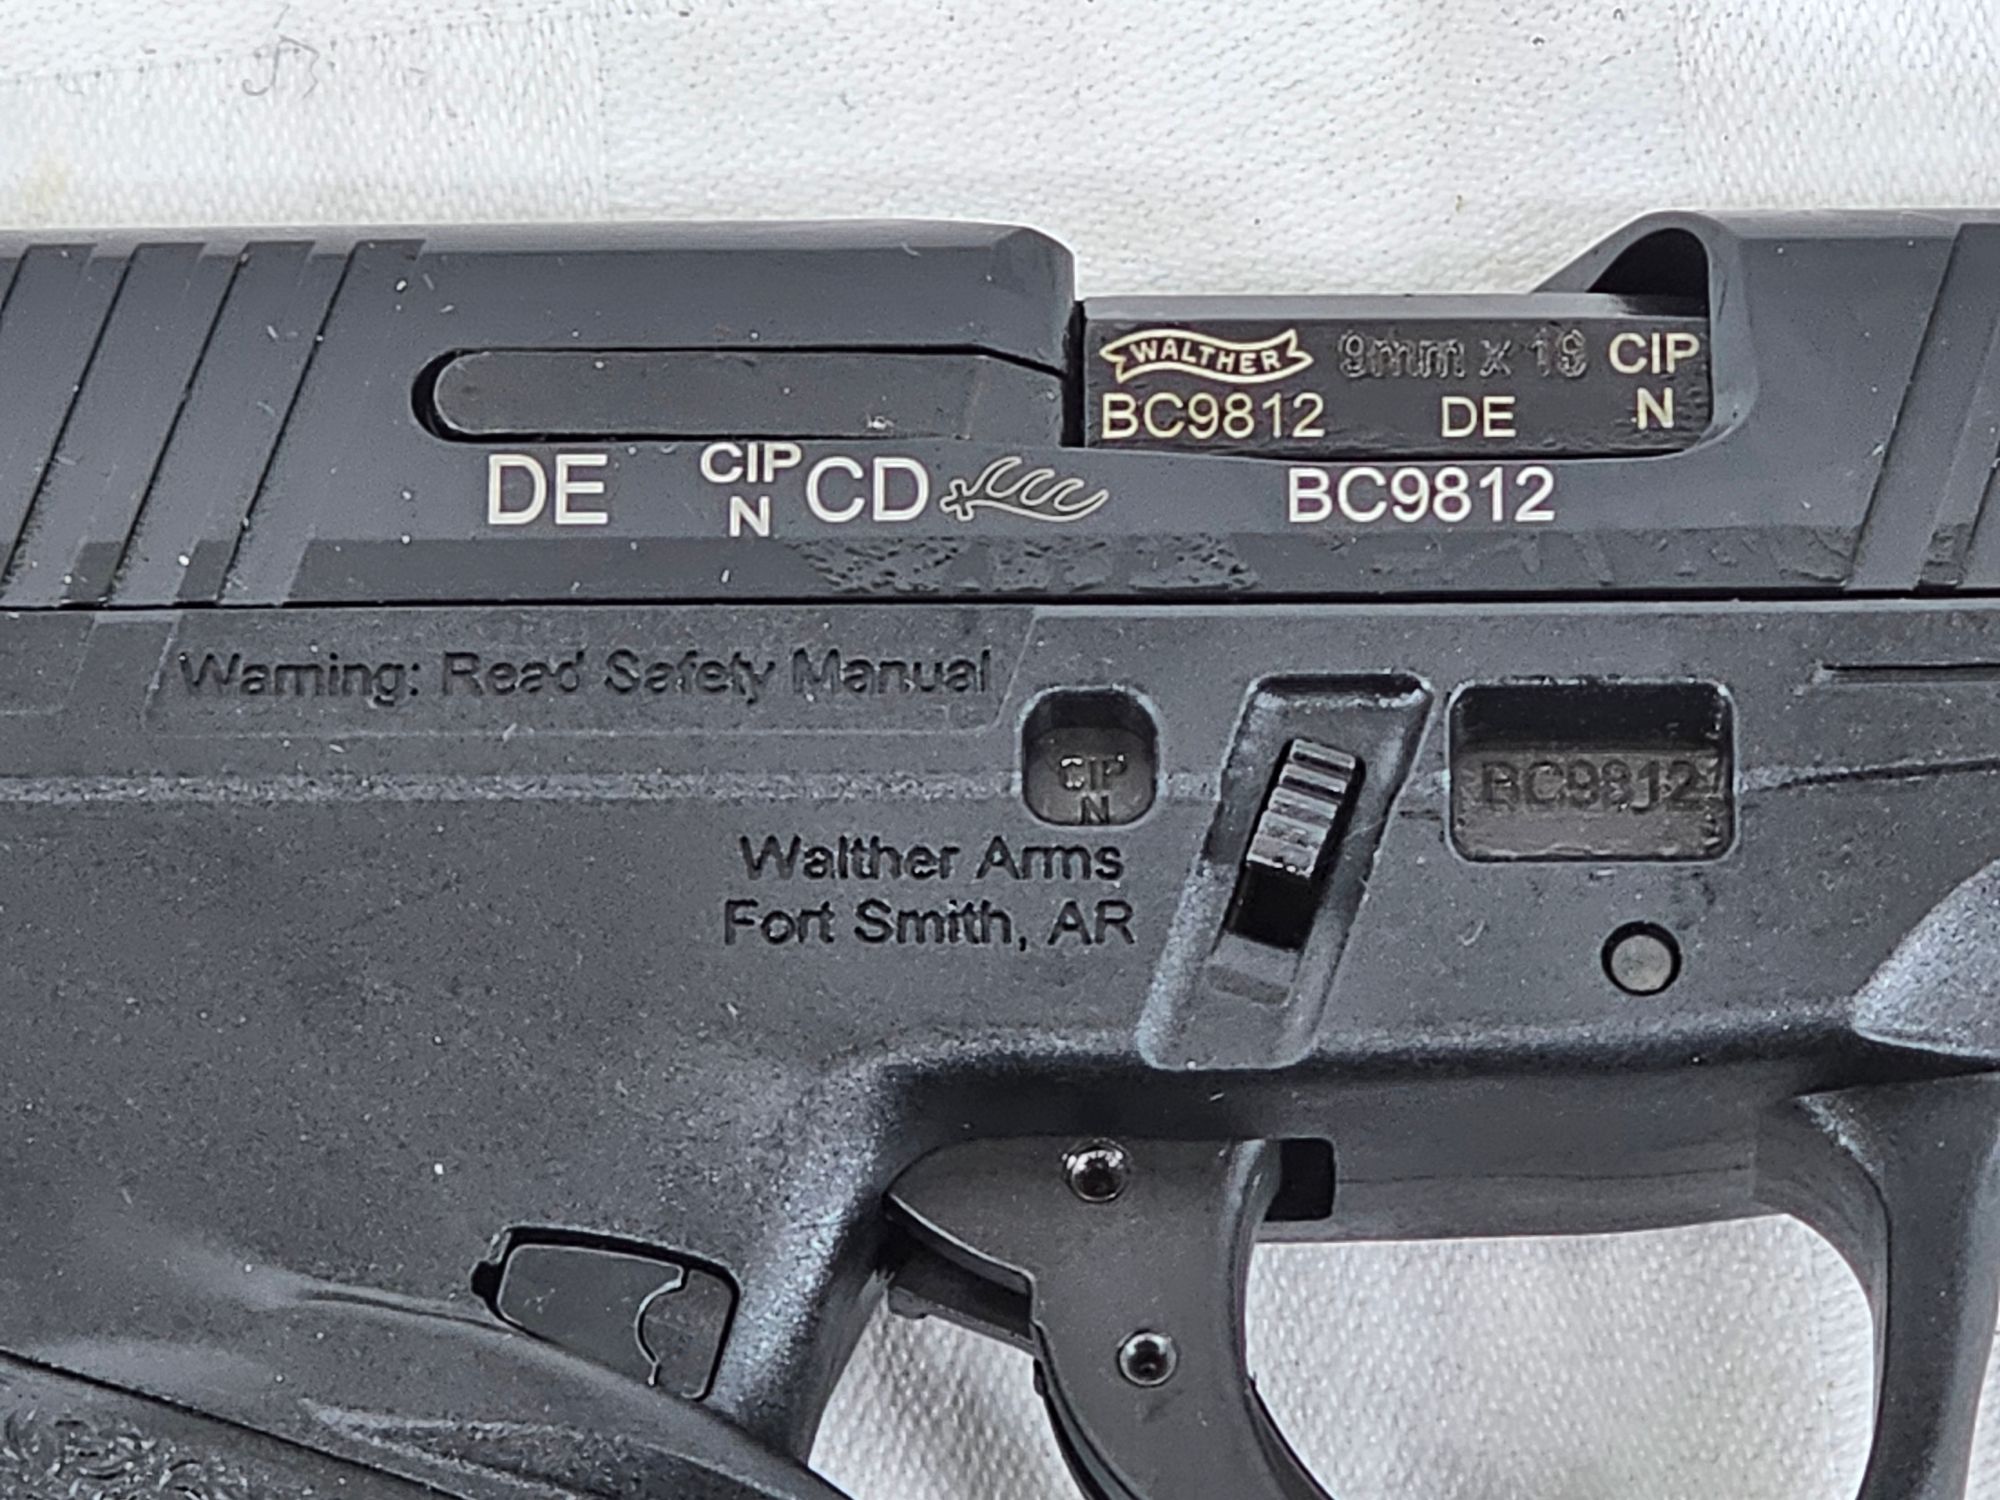 WALTHER 9mm x 19 CIP
BC9812 DE N
DE CIP N CD BC9812
Warning: Read Safety Manual
CIP
N
BC9812
Walther Arms
Fort Smith, AR